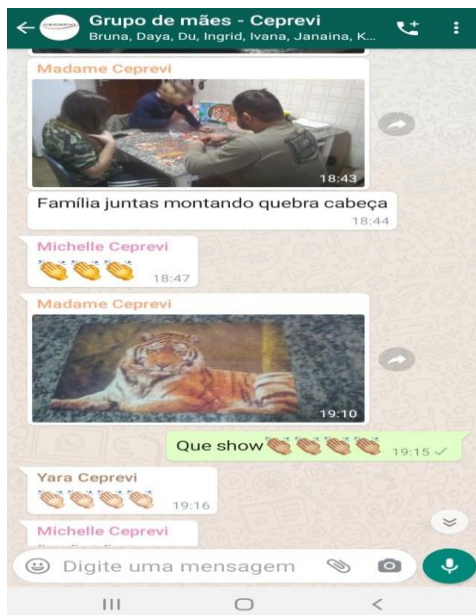 Grupo de mães - Ceprevi
Bruna, Daya, Du, Ingrid, Ivana, Janaina, K...
Madame Ceprevi
18:43
Família juntas montando quebra cabeça
18:44
Michelle Ceprevi
👏👏👏 18:47
Madame Ceprevi
19:10
Que show👏👏👏👏 19:15
Yara Ceprevi
👏👏👏👏 19:16
Michelle Ceprevi
Digite uma mensagem